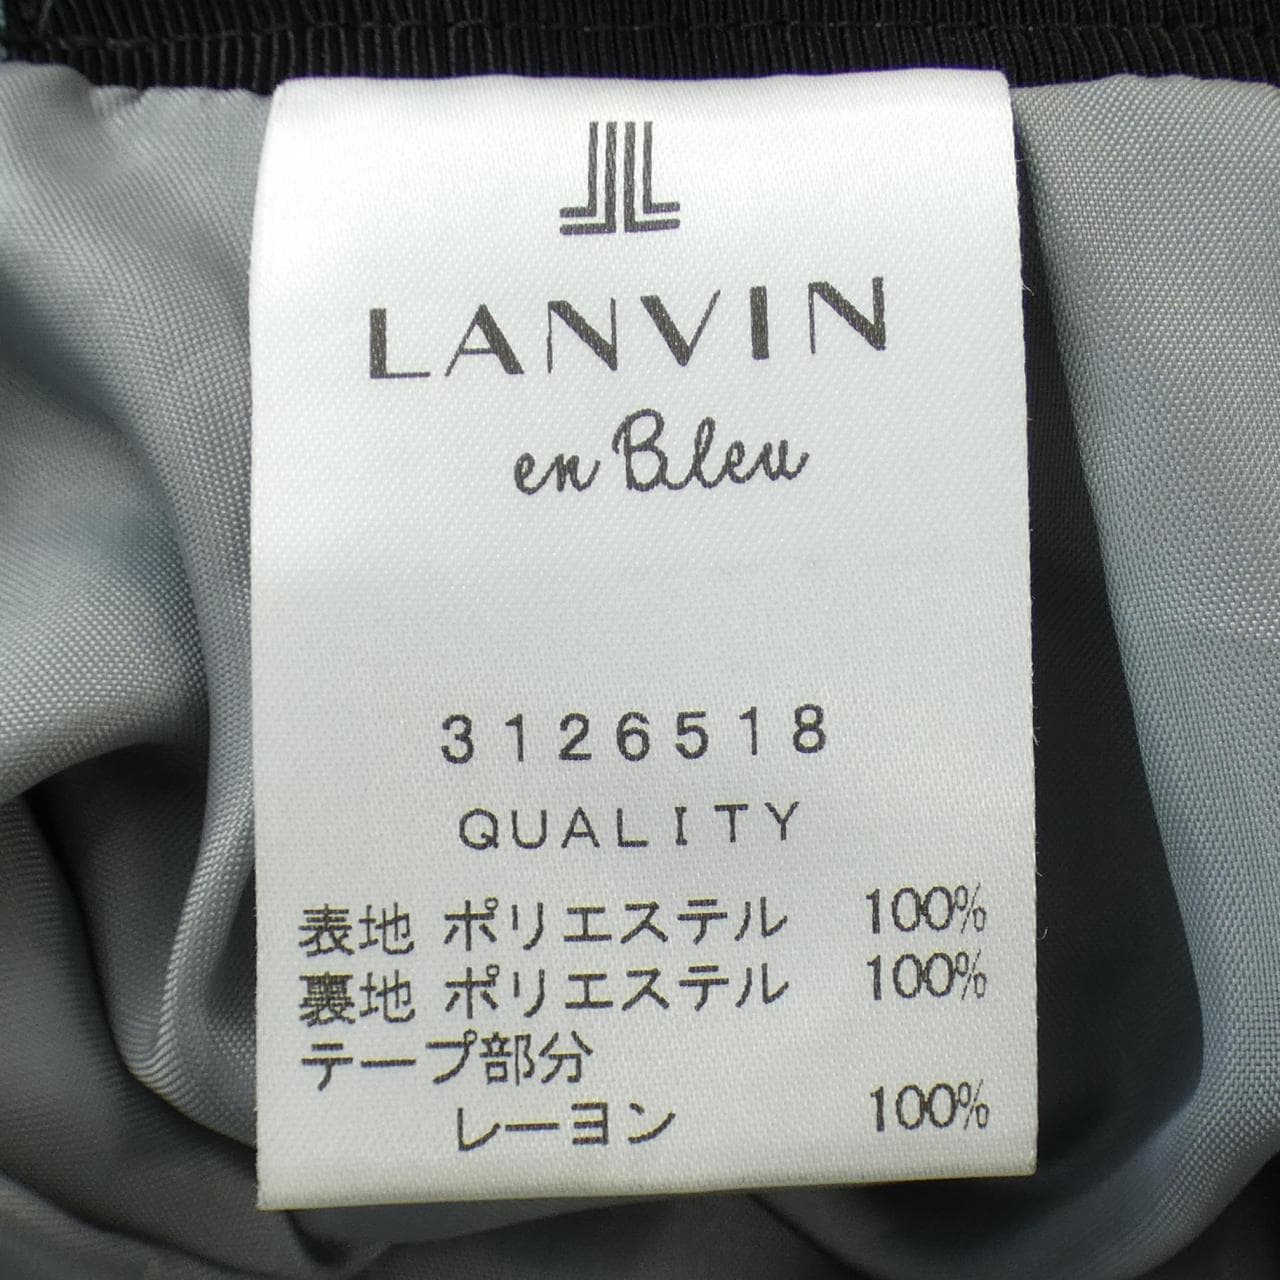 LANVIN
en Bleu
3126518
QUALITY
表地 ポリエステル 100%
裏地 ポリエステル 100%
テープ部分
レーヨン 100%